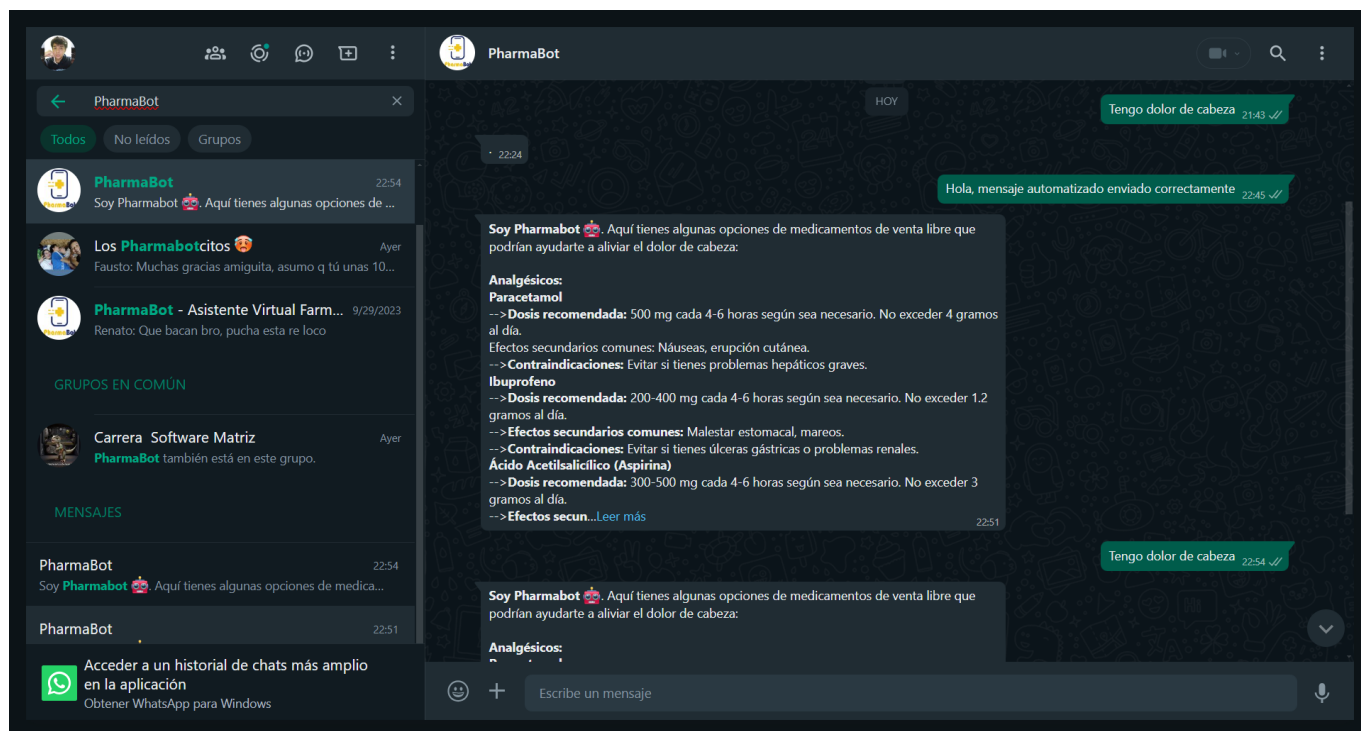 PharmaBot
Todos
No leídos
Grupos
PharmaBot
22:54
Soy Pharmabot 🤖. Aquí tienes algunas opciones de ...
Los Pharmabotcitos 🥵
Ayer
Fausto: Muchas gracias amiguita, asumo q tú unas 10...
PharmaBot - Asistente Virtual Farm...
9/29/2023
Renato: Que bacan bro, pucha esta re loco
GRUPOS EN COMÚN
Carrera Software Matriz
Ayer
PharmaBot también está en este grupo.
MENSAJES
PharmaBot
22:54
Soy Pharmabot 🤖. Aquí tienes algunas opciones de medica...
PharmaBot
22:51
Acceder a un historial de chats más amplio
en la aplicación
Obtener WhatsApp para Windows
PharmaBot
HOY
Tengo dolor de cabeza 21:43
. 22:24
Hola, mensaje automatizado enviado correctamente 22:45
Soy Pharmabot 🤖. Aquí tienes algunas opciones de medicamentos de venta libre que
podrían ayudarte a aliviar el dolor de cabeza:
Analgésicos:
Paracetamol
-->Dosis recomendada: 500 mg cada 4-6 horas según sea necesario. No exceder 4 gramos
al día.
Efectos secundarios comunes: Náuseas, erupción cutánea.
-->Contraindicaciones: Evitar si tienes problemas hepáticos graves.
Ibuprofeno
-->Dosis recomendada: 200-400 mg cada 4-6 horas según sea necesario. No exceder 1.2
gramos al día.
-->Efectos secundarios comunes: Malestar estomacal, mareos.
-->Contraindicaciones: Evitar si tienes úlceras gástricas o problemas renales.
Ácido Acetilsalicílico (Aspirina)
-->Dosis recomendada: 300-500 mg cada 4-6 horas según sea necesario. No exceder 3
gramos al día.
-->Efectos secun...Leer más
22:51
Tengo dolor de cabeza 22:54
Soy Pharmabot 🤖. Aquí tienes algunas opciones de medicamentos de venta libre que
podrían ayudarte a aliviar el dolor de cabeza:
Analgésicos:
Escribe un mensaje